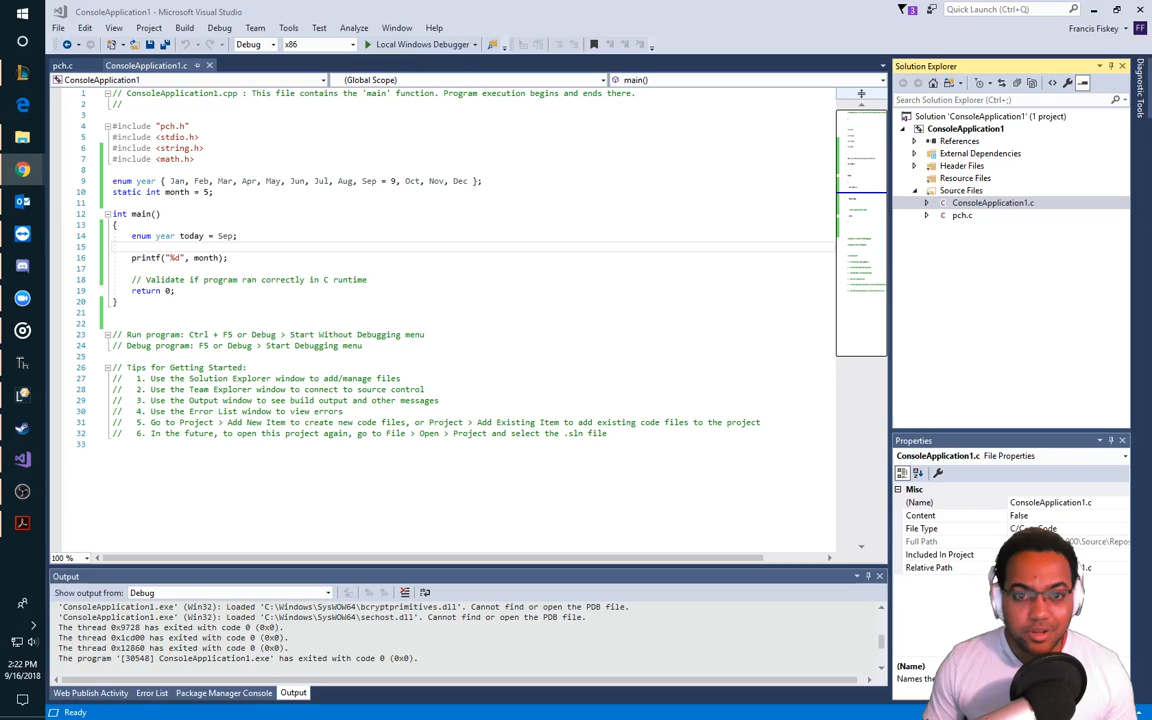 ConsoleApplication1 - Microsoft Visual Studio
3
Quick Launch (Ctrl+Q)
File Edit View Project Build Debug Team Tools Test Analyze Window Help
Francis Fiskey
FF
Debug x86 Local Windows Debugger
pch.c ConsoleApplication1.c
ConsoleApplication1 (Global Scope) main()
1 // ConsoleApplication1.cpp : This file contains the 'main' function. Program execution begins and ends there.
2 //
3
4 #include "pch.h"
5 #include <stdio.h>
6 #include <string.h>
7 #include <math.h>
8
9 enum year { Jan, Feb, Mar, Apr, May, Jun, Jul, Aug, Sep = 9, Oct, Nov, Dec };
10 static int month = 5;
11
12 int main()
13 {
14 enum year today = Sep;
15
16 printf("%d", month);
17
18 // Validate if program ran correctly in C runtime
19 return 0;
20 }
21
22
23 // Run program: Ctrl + F5 or Debug > Start Without Debugging menu
24 // Debug program: F5 or Debug > Start Debugging menu
25
26 // Tips for Getting Started:
27 // 1. Use the Solution Explorer window to add/manage files
28 // 2. Use the Team Explorer window to connect to source control
29 // 3. Use the Output window to see build output and other messages
30 // 4. Use the Error List window to view errors
31 // 5. Go to Project > Add New Item to create new code files, or Project > Add Existing Item to add existing code files to the project
32 // 6. In the future, to open this project again, go to File > Open > Project and select the .sln file
33
100 %
Output
Show output from: Debug
'ConsoleApplication1.exe' (Win32): Loaded 'C:\Windows\SysWOW64\bcryptprimitives.dll'. Cannot find or open the PDB file.
'ConsoleApplication1.exe' (Win32): Loaded 'C:\Windows\SysWOW64\sechost.dll'. Cannot find or open the PDB file.
The thread 0x9728 has exited with code 0 (0x0).
The thread 0x1cd00 has exited with code 0 (0x0).
The thread 0x12860 has exited with code 0 (0x0).
The program '[30548] ConsoleApplication1.exe' has exited with code 0 (0x0).
Web Publish Activity Error List Package Manager Console Output
Ready
Solution Explorer
Search Solution Explorer (Ctrl+;)
Solution 'ConsoleApplication1' (1 project)
ConsoleApplication1
References
External Dependencies
Header Files
Resource Files
Source Files
ConsoleApplication1.c
pch.c
Properties
ConsoleApplication1.c File Properties
Misc
(Name) ConsoleApplication1.c
Content False
File Type C/C++ Code
Full Path
Included In Project
Relative Path
(Name)
Names the
Diagnostic Tools
Th
2:22 PM
9/16/2018